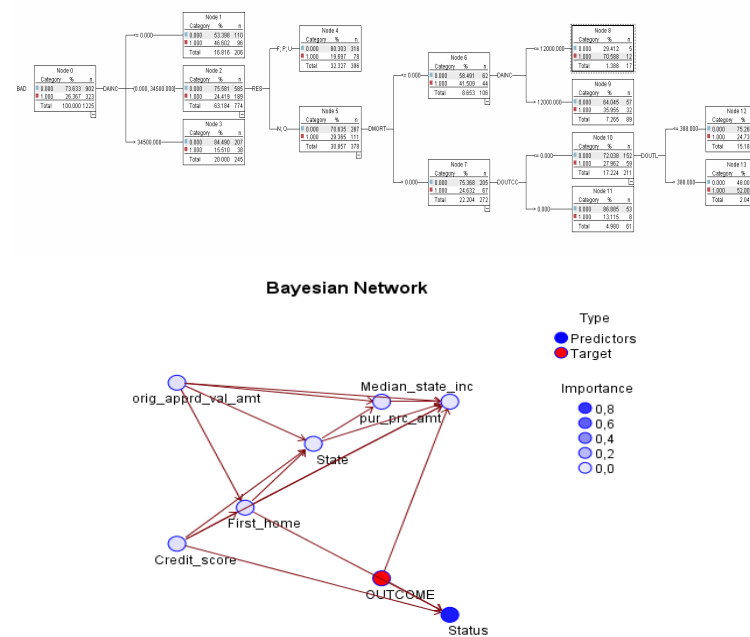 Node 0
Category % n
0.000 73.633 902
1.000 26.367 323
Total 100.000 1225
BAD
DAINC
<= 0.000
(0.000, 34500.000]
> 34500.000
Node 1
Category % n
0.000 53.398 110
1.000 46.602 96
Total 16.816 206
Node 2
Category % n
0.000 75.581 585
1.000 24.419 189
Total 63.184 774
Node 3
Category % n
0.000 84.490 207
1.000 15.510 38
Total 20.000 245
RES
F; P; U
N; O
Node 4
Category % n
0.000 80.303 318
1.000 19.697 78
Total 32.327 396
Node 5
Category % n
0.000 70.635 267
1.000 29.365 111
Total 30.857 378
DMORT
<= 0.000
> 0.000
Node 6
Category % n
0.000 58.491 62
1.000 41.509 44
Total 8.653 106
Node 7
Category % n
0.000 75.368 205
1.000 24.632 67
Total 22.204 272
DAINC
<= 12000.000
12000.000
Node 8
Category % n
0.000 29.412 5
1.000 70.588 12
Total 1.388 17
Node 9
Category % n
0.000 64.045 57
1.000 35.955 32
Total 7.265 89
DOUTCC
<= 0.000
> 0.000
Node 10
Category % n
0.000 72.038 152
1.000 27.962 59
Total 17.224 211
Node 11
Category % n
0.000 86.885 53
1.000 13.115 8
Total 4.980 61
DOUTL
Node 12
Category %
0.000 75.26
1.000 24.73
Total 15.18
Node 13
Category %
0.000 48.00
1.000 52.00
Total 2.04
Bayesian Network
Type
Predictors
Target
Importance
0,8
0,6
0,4
0,2
0,0
orig_apprd_val_amt
Median_state_inc
pur_prc_amt
State
First_home
Credit_score
OUTCOME
Status